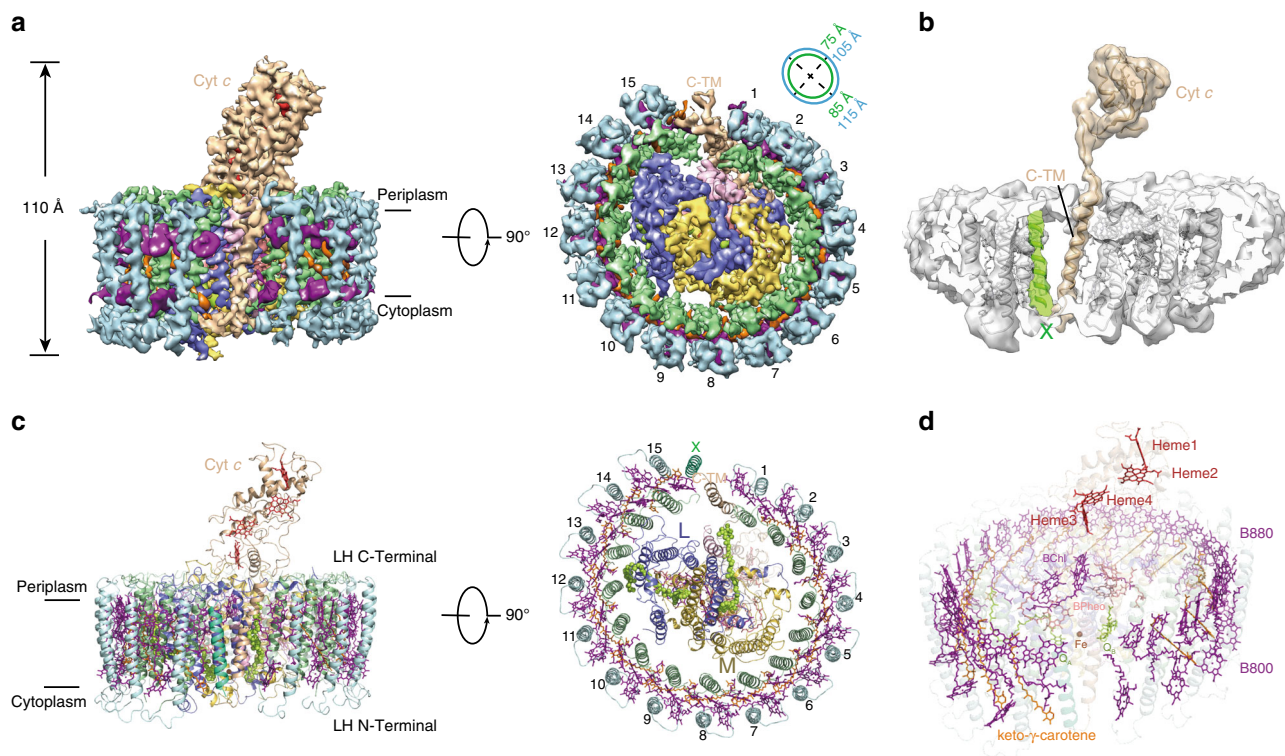 a
Cyt c
110 Å
Periplasm
Cytoplasm
90°
C-TM
1
2
3
4
5
6
7
8
9
10
11
12
13
14
15
75 Å
105 Å
85 Å
115 Å
b
Cyt c
C-TM
X
c
Cyt c
LH C-Terminal
Periplasm
Cytoplasm
LH N-Terminal
90°
X
C-TM
L
M
1
2
3
4
5
6
7
8
9
10
11
12
13
14
15
d
Heme1
Heme2
Heme4
Heme3
B880
BChl
BPheo
Fe
QA
QB
B800
keto-γ-carotene